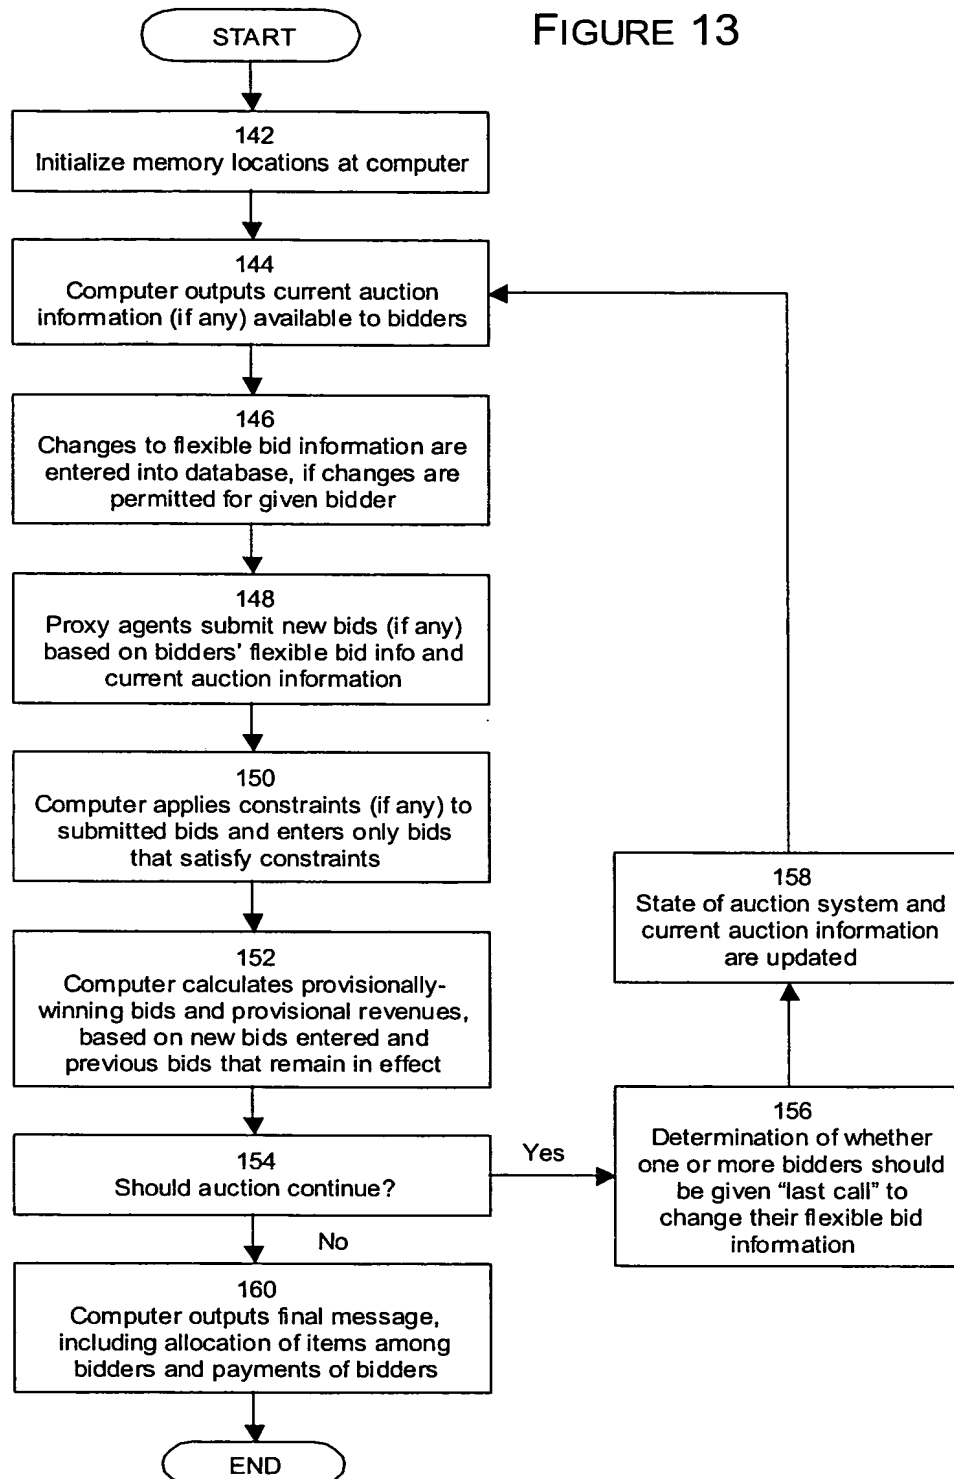 FIGURE 13
START
142
Initialize memory locations at computer
144
Computer outputs current auction
information (if any) available to bidders
146
Changes to flexible bid information are
entered into database, if changes are
permitted for given bidder
148
Proxy agents submit new bids (if any)
based on bidders' flexible bid info and
current auction information
150
Computer applies constraints (if any) to
submitted bids and enters only bids
that satisfy constraints
152
Computer calculates provisionally-
winning bids and provisional revenues,
based on new bids entered and
previous bids that remain in effect
154
Should auction continue?
Yes
No
156
Determination of whether
one or more bidders should
be given "last call" to
change their flexible bid
information
158
State of auction system and
current auction information
are updated
160
Computer outputs final message,
including allocation of items among
bidders and payments of bidders
END